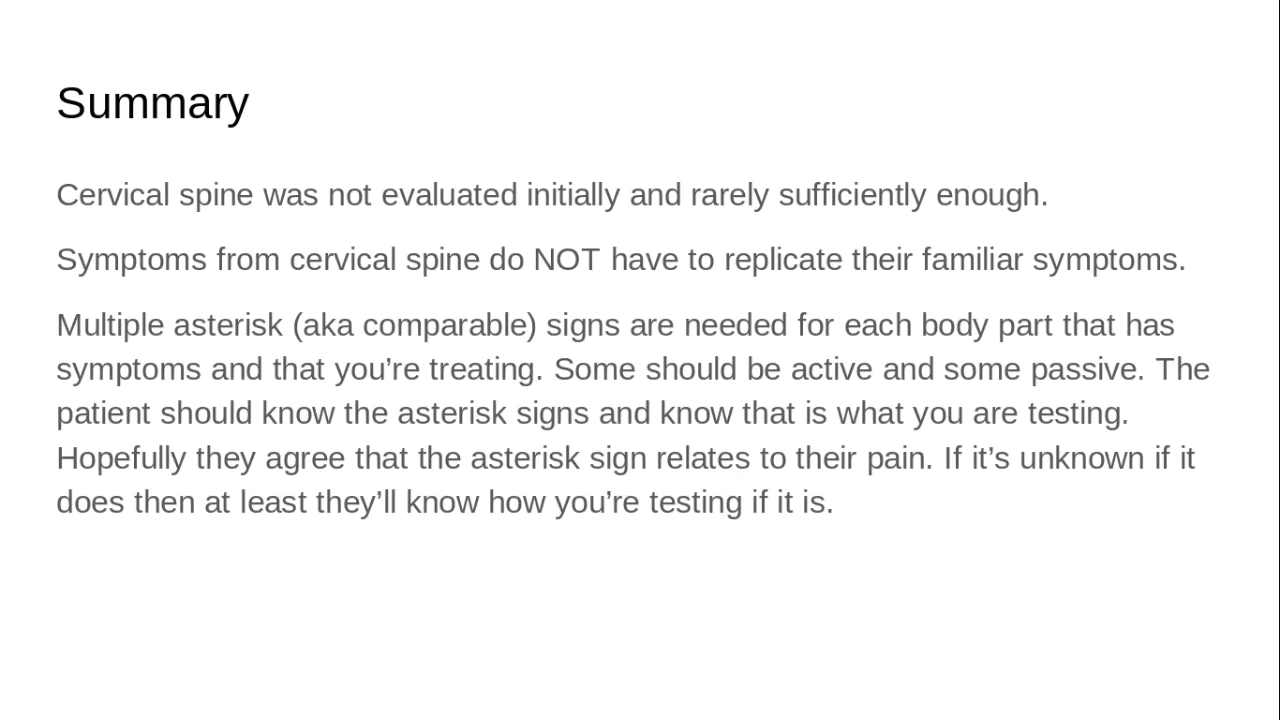 Summary
Cervical spine was not evaluated initially and rarely sufficiently enough.
Symptoms from cervical spine do NOT have to replicate their familiar symptoms.
Multiple asterisk (aka comparable) signs are needed for each body part that has
symptoms and that you’re treating. Some should be active and some passive. The
patient should know the asterisk signs and know that is what you are testing.
Hopefully they agree that the asterisk sign relates to their pain. If it’s unknown if it
does then at least they’ll know how you’re testing if it is.